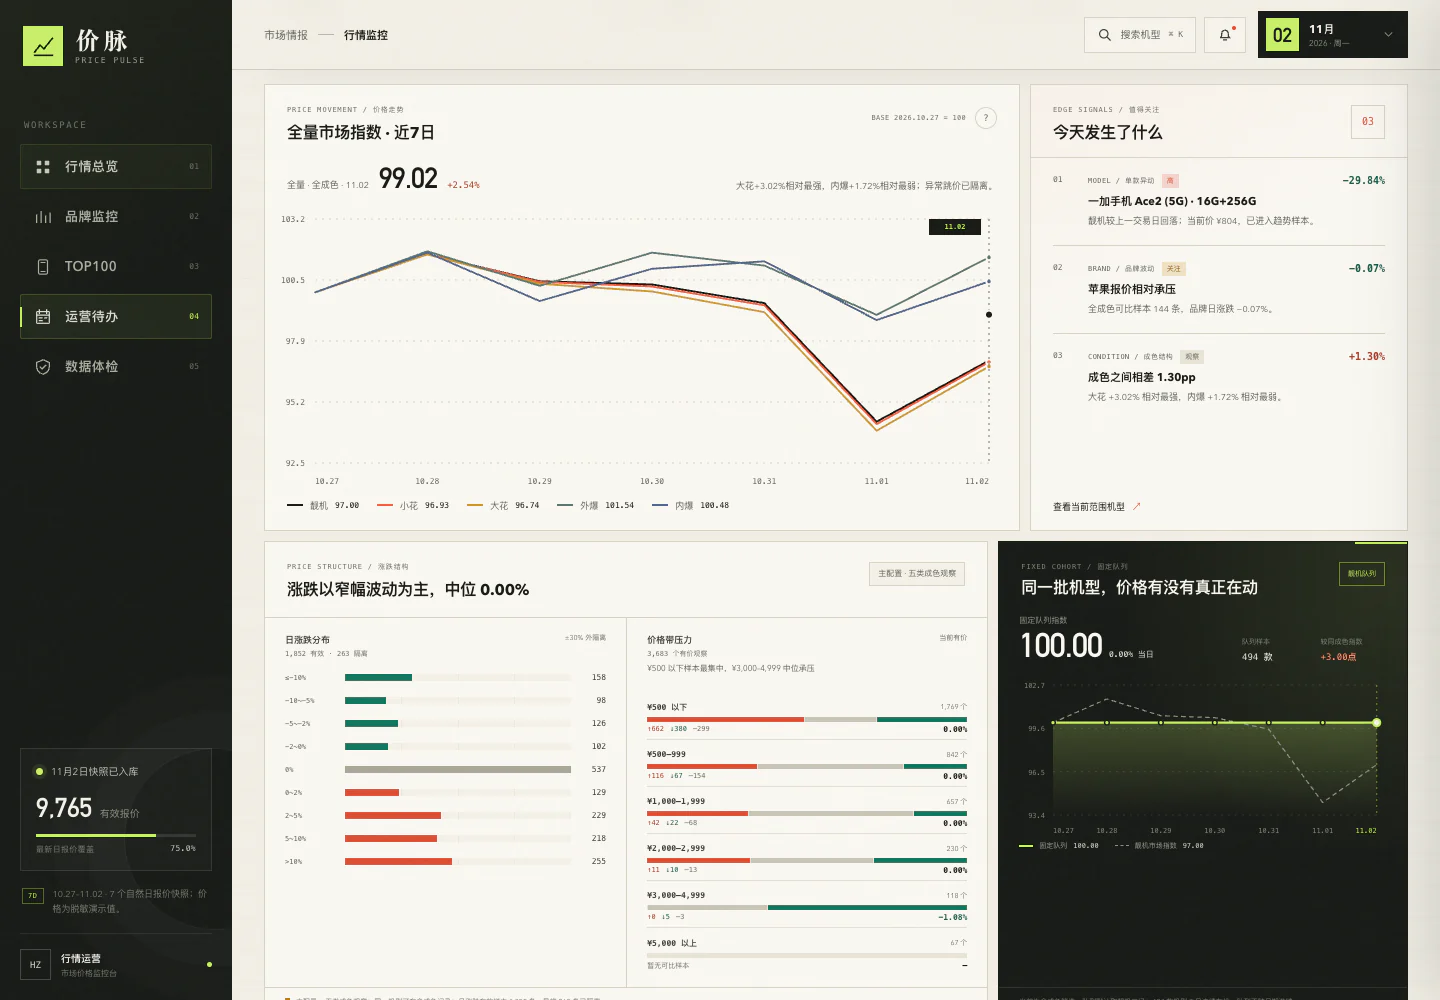 价脉
PRICE PULSE
WORKSPACE
行情总览 01
品牌监控 02
TOP100 03
运营待办 04
数据体检 05
11月2日快照已入库
9,765 有效报价
最新日报价覆盖 75.0%
7D 10.27-11.02 · 7 个自然日报价快照；价
格为脱敏演示值。
HZ 行情运营
市场价格监控台
市场情报 — 行情监控
搜索机型 ⌘ K
02 11月
2026 · 周一
PRICE MOVEMENT / 价格走势
全量市场指数 · 近7日
BASE 2026.10.27 = 100 ?
全量 · 全成色 · 11.02 99.02 +2.54%
大花+3.02%相对最强，内爆+1.72%相对最弱；异常跳价已隔离。
103.2
100.5
97.9
95.2
92.5
11.02
10.27 10.28 10.29 10.30 10.31 11.01 11.02
靓机 97.00 小花 96.93 大花 96.74 外爆 101.54 内爆 100.48
EDGE SIGNALS / 值得关注
今天发生了什么
03
01 MODEL / 单款异动 高 −29.84%
一加手机 Ace2 (5G) · 16G+256G
靓机较上一交易日回落；当前价 ¥804，已进入趋势样本。
02 BRAND / 品牌波动 关注 −0.07%
苹果报价相对承压
全成色可比样本 144 条，品牌日涨跌 −0.07%。
03 CONDITION / 成色结构 观察 +1.30%
成色之间相差 1.30pp
大花 +3.02% 相对最强，内爆 +1.72% 相对最弱。
查看当前范围机型 ↗
PRICE STRUCTURE / 涨跌结构
涨跌以窄幅波动为主，中位 0.00%
主配置 · 五类成色观察
日涨跌分布 ±30% 外隔离
1,852 有效 · 263 隔离
≤−10% 158
−10~−5% 98
−5~−2% 126
−2~0% 102
0% 537
0~2% 129
2~5% 229
5~10% 218
>10% 255
价格带压力 当前有价
3,683 个有价观察
¥500 以下样本最集中，¥3,000-4,999 中位承压
¥500 以下 1,769 个
↑662 ↓380 −299 0.00%
¥500—999 842 个
↑116 ↓67 −154 0.00%
¥1,000—1,999 657 个
↑42 ↓22 −68 0.00%
¥2,000—2,999 230 个
↑11 ↓10 −13 0.00%
¥3,000—4,999 118 个
↑0 ↓5 −3 −1.08%
¥5,000 以上 67 个
暂无可比样本 —
FIXED COHORT / 固定队列
同一批机型，价格有没有真正在动
靓机队列
固定队列指数
100.00 0.00% 当日
队列样本
494 款
较同成色指数
+3.00点
102.7
99.6
96.5
93.4
10.27 10.28 10.29 10.30 10.31 11.01 11.02
固定队列 100.00 靓机市场指数 97.00